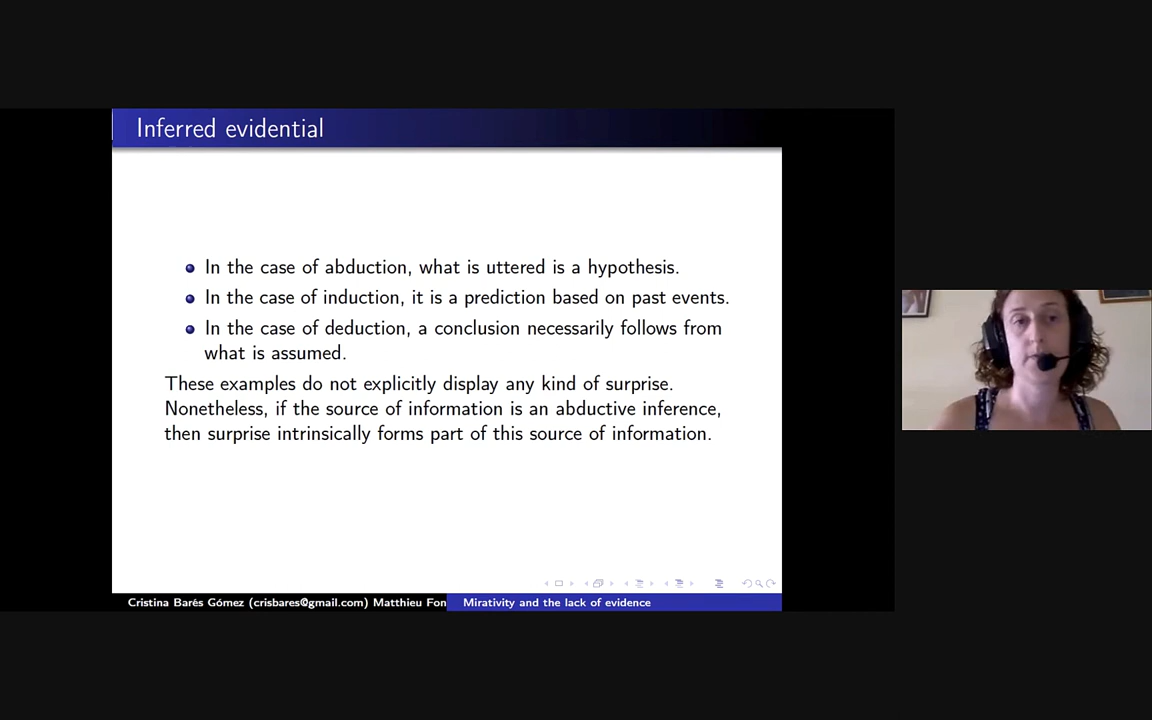 Inferred evidential
In the case of abduction, what is uttered is a hypothesis.
In the case of induction, it is a prediction based on past events.
In the case of deduction, a conclusion necessarily follows from
what is assumed.
These examples do not explicitly display any kind of surprise.
Nonetheless, if the source of information is an abductive inference,
then surprise intrinsically forms part of this source of information.
Cristina Barés Gómez (crisbares@gmail.com) Matthieu Fon
Mirativity and the lack of evidence